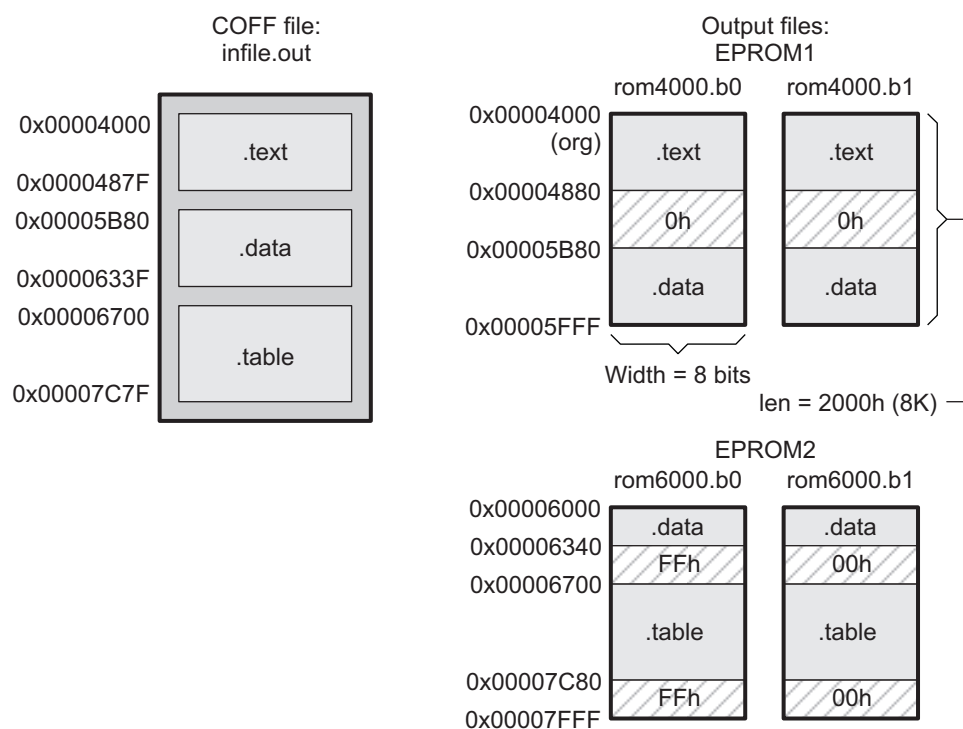 COFF file:
infile.out
0x00004000
.text
0x0000487F
0x00005B80
.data
0x0000633F
0x00006700
.table
0x00007C7F
Output files:
EPROM1
rom4000.b0 rom4000.b1
0x00004000
(org)
.text .text
0x00004880
0h 0h
0x00005B80
.data .data
0x00005FFF
Width = 8 bits
len = 2000h (8K)
EPROM2
rom6000.b0 rom6000.b1
0x00006000
.data .data
0x00006340
FFh 00h
0x00006700
.table .table
0x00007C80
FFh 00h
0x00007FFF